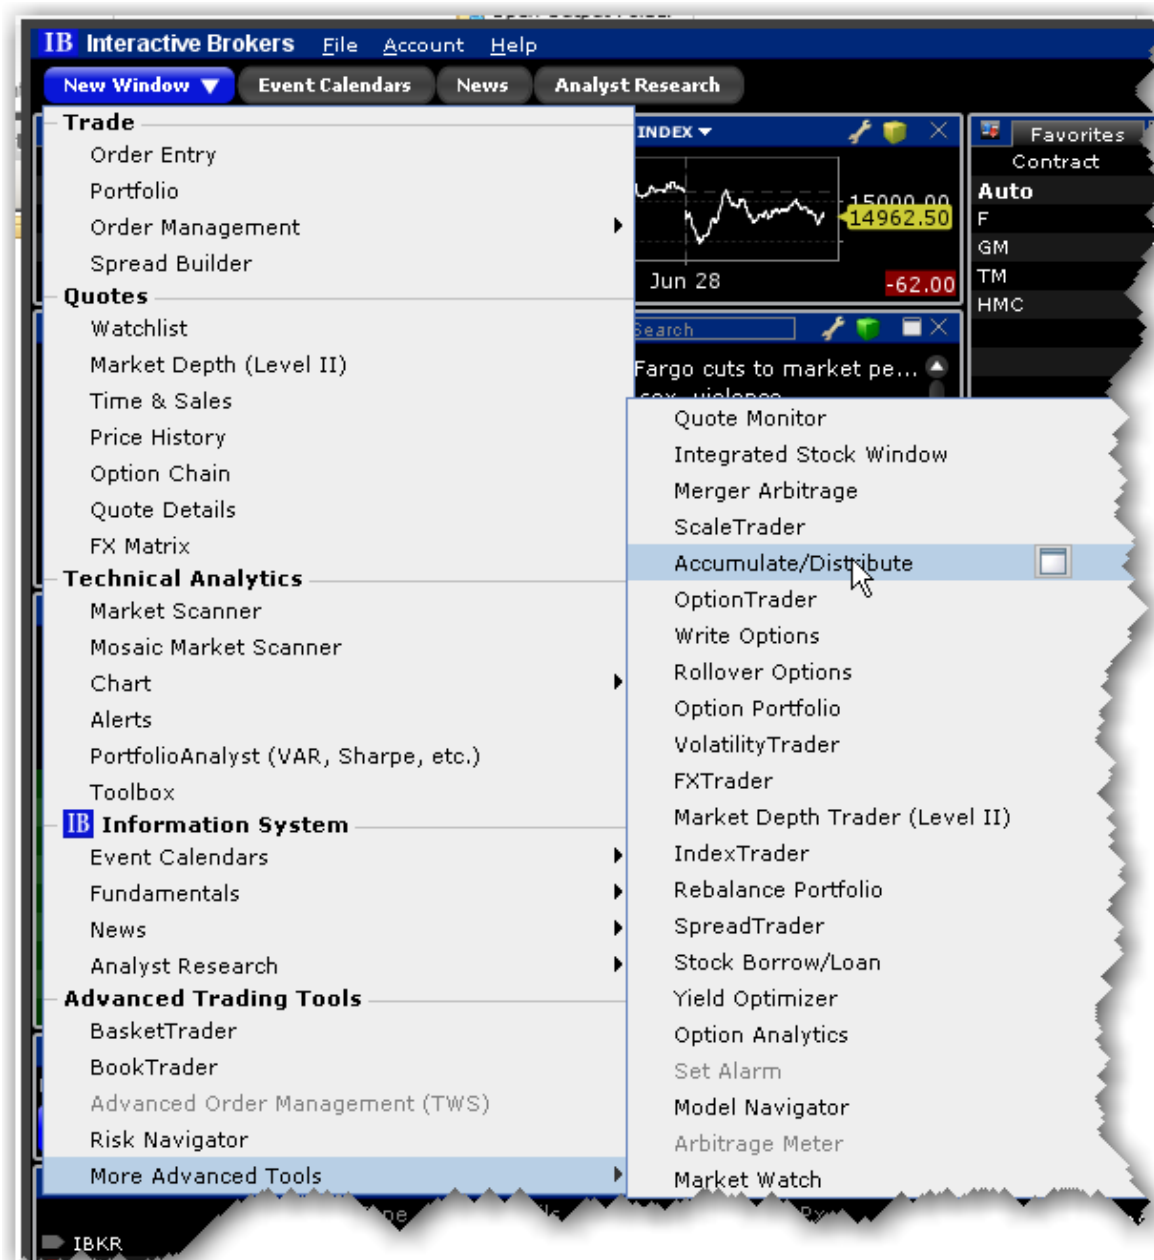 IB Interactive Brokers File Account Help
New Window Event Calendars News Analyst Research
Trade
Order Entry
Portfolio
Order Management
Spread Builder
Quotes
Watchlist
Market Depth (Level II)
Time & Sales
Price History
Option Chain
Quote Details
FX Matrix
Technical Analytics
Market Scanner
Mosaic Market Scanner
Chart
Alerts
PortfolioAnalyst (VAR, Sharpe, etc.)
Toolbox
IB Information System
Event Calendars
Fundamentals
News
Analyst Research
Advanced Trading Tools
BasketTrader
BookTrader
Advanced Order Management (TWS)
Risk Navigator
More Advanced Tools
INDEX
15000.00
14962.50
Jun 28
-62.00
Search
Fargo cuts to market pe...
Favorites
Contract
Auto
F
GM
TM
HMC
Quote Monitor
Integrated Stock Window
Merger Arbitrage
ScaleTrader
Accumulate/Distribute
OptionTrader
Write Options
Rollover Options
Option Portfolio
VolatilityTrader
FXTrader
Market Depth Trader (Level II)
IndexTrader
Rebalance Portfolio
SpreadTrader
Stock Borrow/Loan
Yield Optimizer
Option Analytics
Set Alarm
Model Navigator
Arbitrage Meter
Market Watch
IBKR